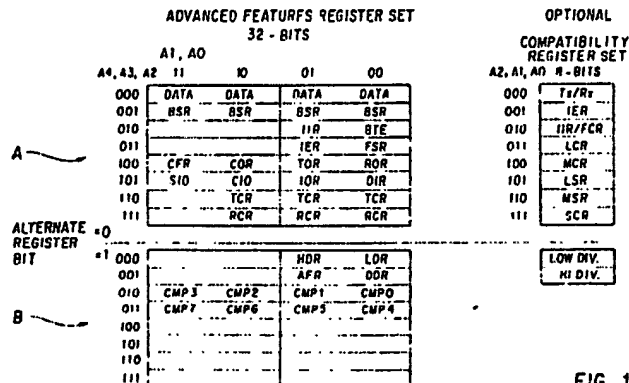 ADVANCED FEATURES REGISTER SET OPTIONAL
32 - BITS
COMPATIBILITY
REGISTER SET
A1, A0
A4, A3, A2 11 10 01 00 A2, A1, A0 8-BITS
000 DATA DATA DATA DATA 000 Tx/Rx
001 BSR BSR BSR BSR 001 IER
010 IIR BTE 010 IIR/FCR
011 IER FSR 011 LCR
A 100 CFR COR TOR ROR 100 MCR
101 SIO CIO IOR DIR 101 LSR
110 TCR TCR TCR 110 MSR
111 RCR RCR RCR 111 SCR
ALTERNATE =0
REGISTER
BIT =1
000 HDR LDR LOW DIV.
001 AFR DDR HI DIV.
010 CMP3 CMP2 CMP1 CMP0
B 011 CMP7 CMP6 CMP5 CMP4
100
101
110
111
FIG. 1